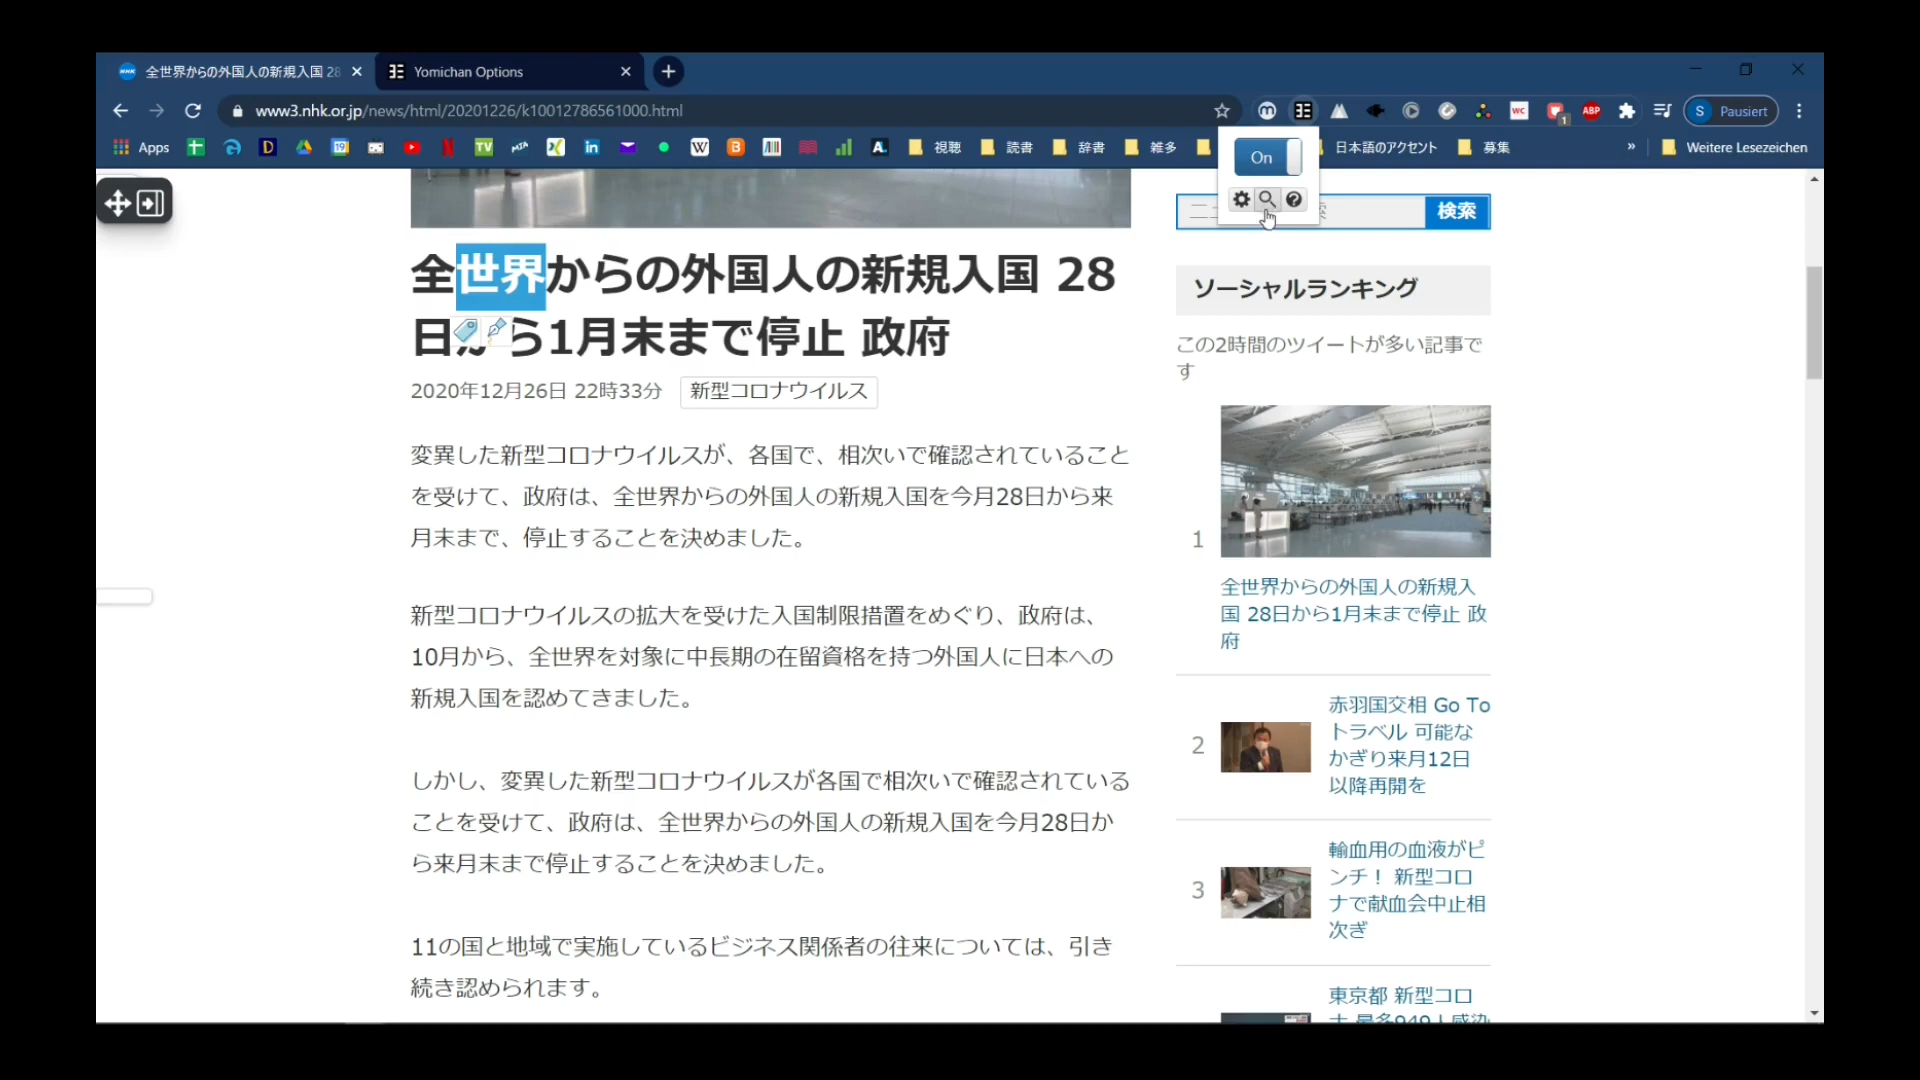 全世界からの外国人の新規入国 28
Yomichan Options
www3.nhk.or.jp/news/html/20201226/k10012786561000.html
Pausiert
Apps
視聴
読書
辞書
雑多
日本語のアクセント
募集
Weitere Lesezeichen
On
検索
全世界からの外国人の新規入国 28
日から1月末まで停止 政府
2020年12月26日 22時33分
新型コロナウイルス
変異した新型コロナウイルスが、各国で、相次いで確認されていること
を受けて、政府は、全世界からの外国人の新規入国を今月28日から来
月末まで、停止することを決めました。
新型コロナウイルスの拡大を受けた入国制限措置をめぐり、政府は、
10月から、全世界を対象に中長期の在留資格を持つ外国人に日本への
新規入国を認めてきました。
しかし、変異した新型コロナウイルスが各国で相次いで確認されている
ことを受けて、政府は、全世界からの外国人の新規入国を今月28日か
ら来月末まで停止することを決めました。
11の国と地域で実施しているビジネス関係者の往来については、引き
続き認められます。
ソーシャルランキング
この2時間のツイートが多い記事で
す
1
全世界からの外国人の新規入
国 28日から1月末まで停止 政
府
2
赤羽国交相 Go To
トラベル 可能な
かぎり来月12日
以降再開を
3
輸血用の血液がピ
ンチ！ 新型コロ
ナで献血会中止相
次ぎ
東京都 新型コロ
ナ 最多949人感染